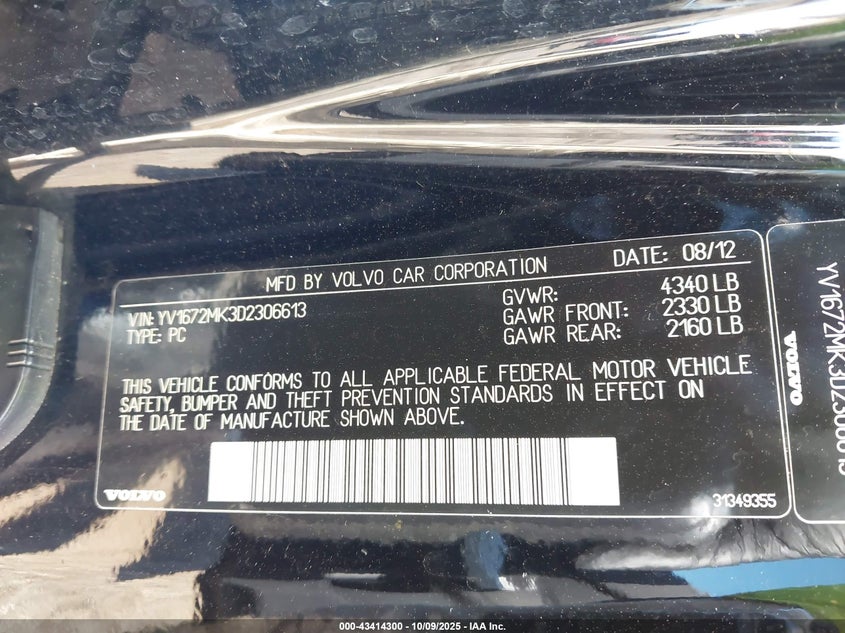 MFD BY VOLVO CAR CORPORATION DATE: 08/12
VIN: YV1672MK3D2306613 GVWR: 4340 LB
TYPE: PC GAWR FRONT: 2330 LB
GAWR REAR: 2160 LB
THIS VEHICLE CONFORMS TO ALL APPLICABLE FEDERAL MOTOR VEHICLE
SAFETY, BUMPER AND THEFT PREVENTION STANDARDS IN EFFECT ON
THE DATE OF MANUFACTURE SHOWN ABOVE.
VOLVO 31349355
VOLVO
YV1672MK3D2306613
000-43414300 - 10/09/2025 - IAA Inc.